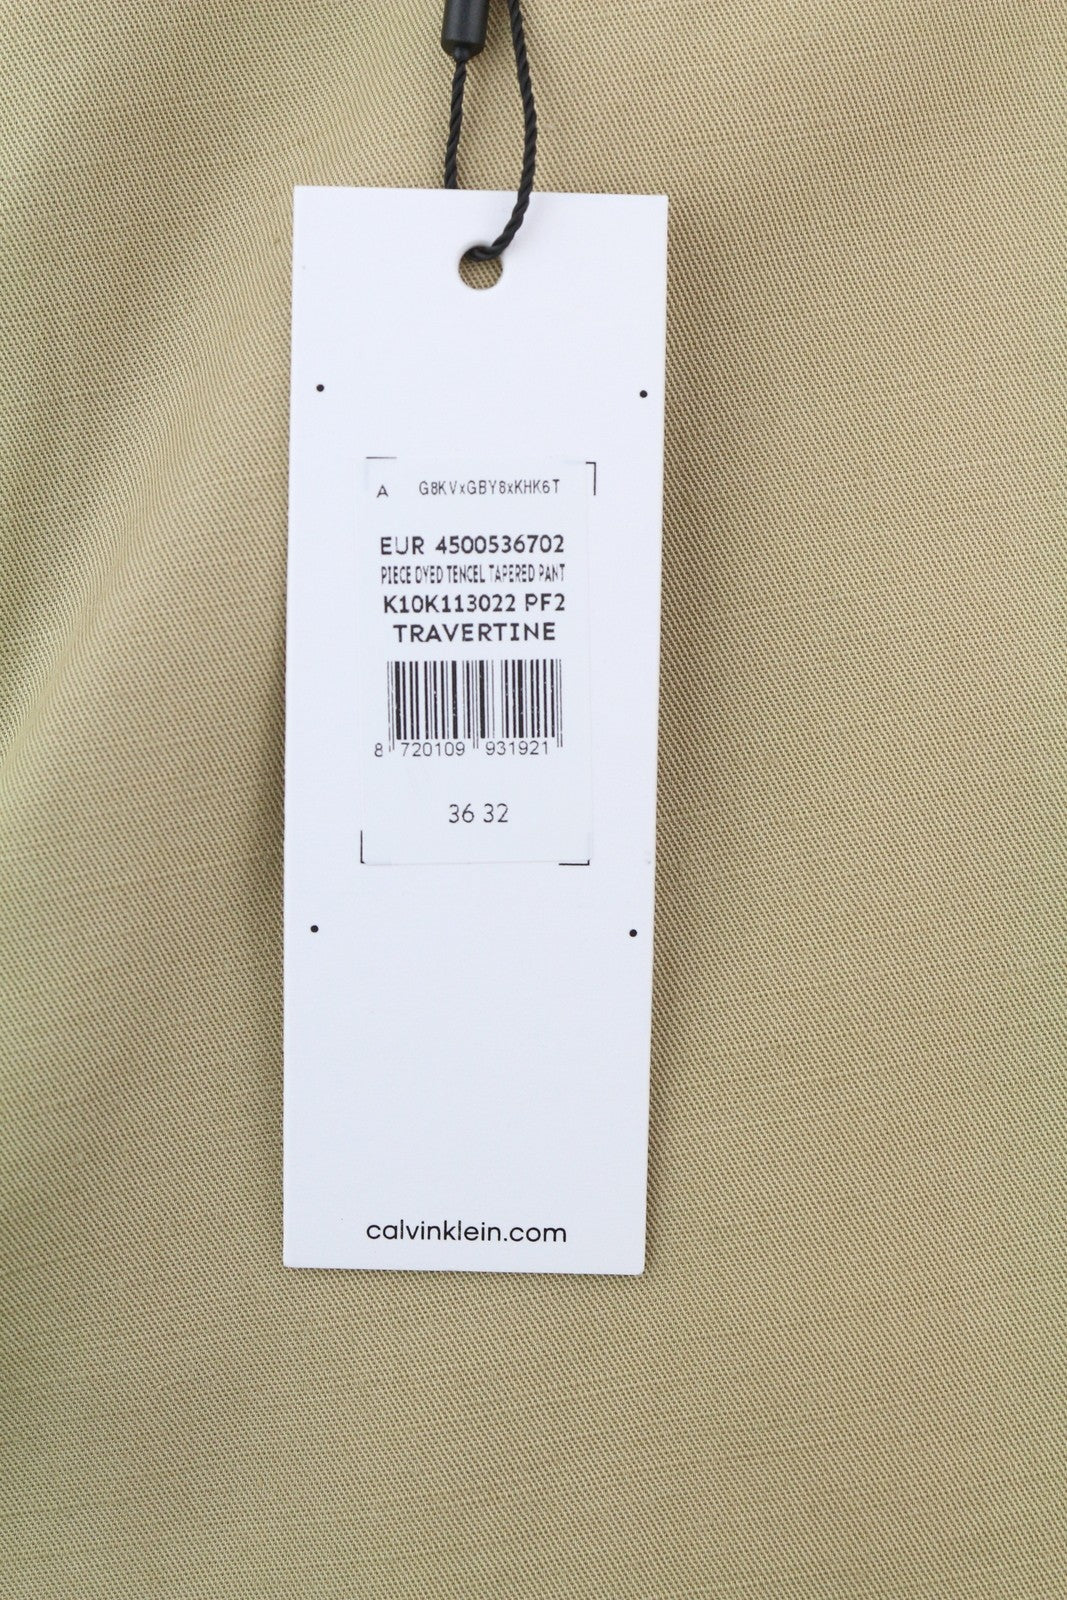 A G8KVxGBY8xKHK6T
EUR 4500536702
PIECE DYED TENCEL TAPERED PANT
K10K113022 PF2
TRAVERTINE
8 720109 931921
36 32
calvinklein.com